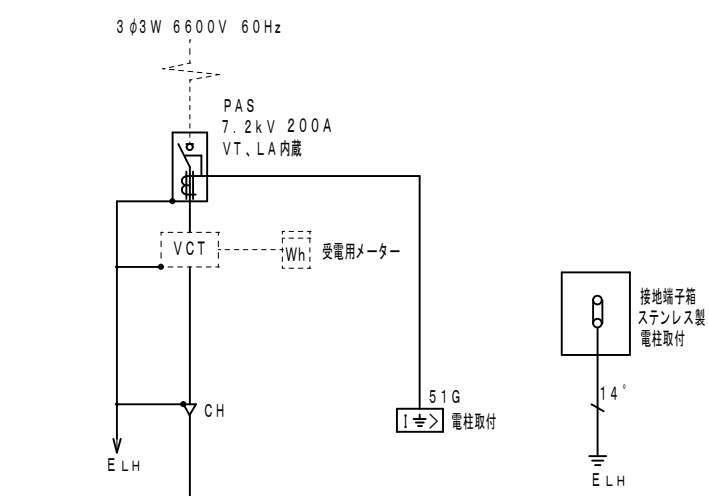 3φ3W 6600V 60Hz
PAS
7.2kV 200A
VT、LA内蔵
VCT
Wh
受電用メーター
接地端子箱
ステンレス製
電柱取付
14°
ELH
CH
51G
I
電柱取付
ELH